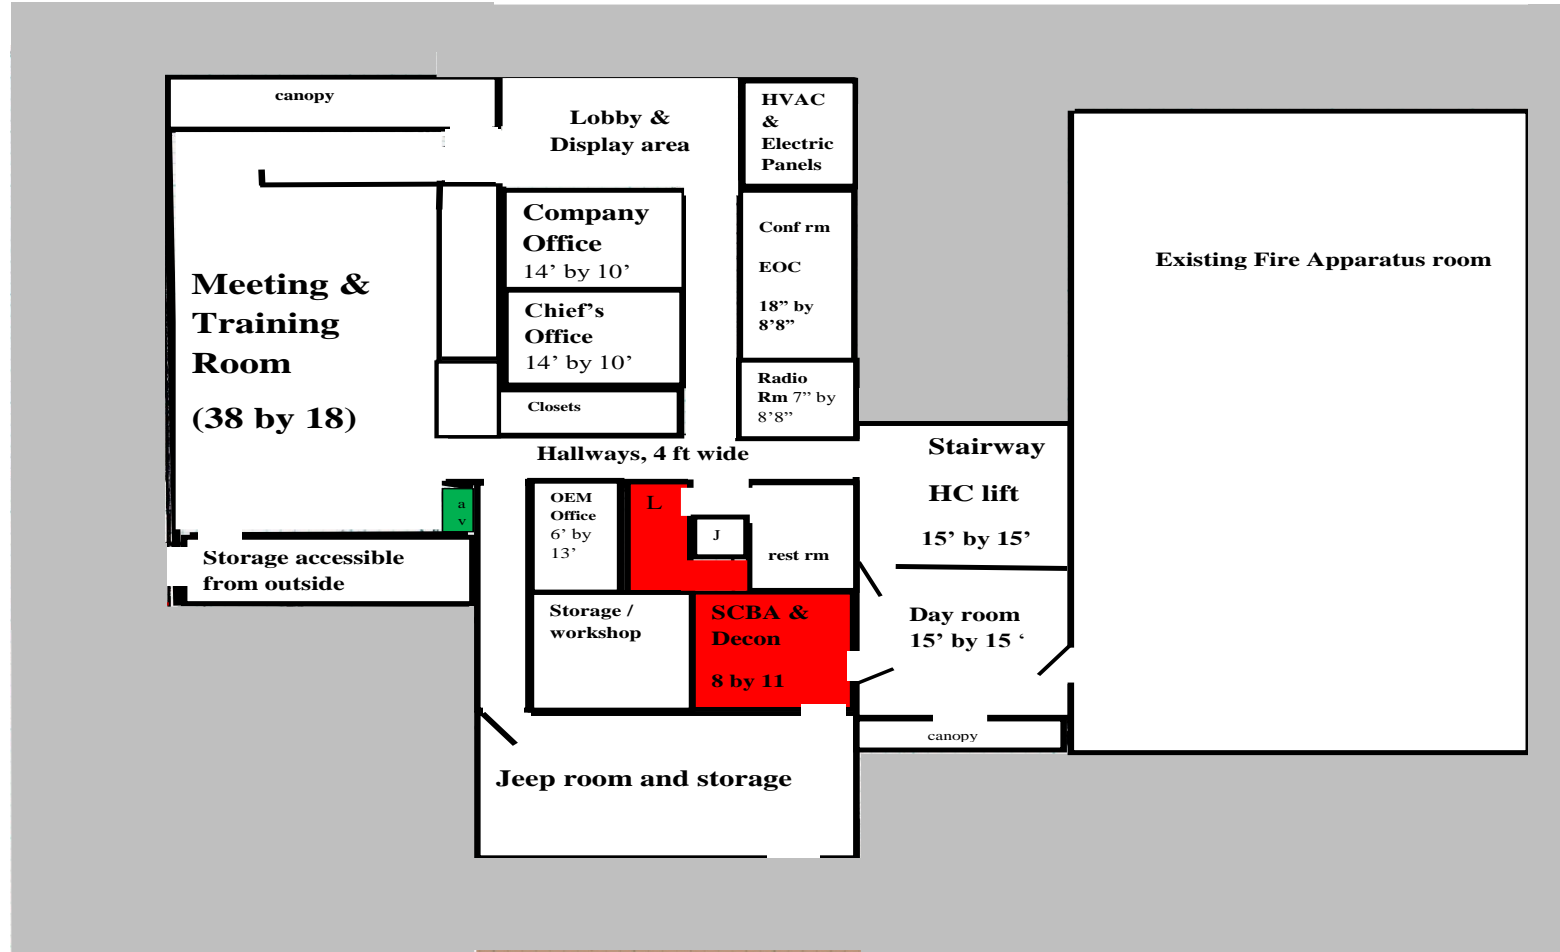 canopy
Lobby &
Display area
HVAC
&
Electric
Panels
Company
Office
14’ by 10’
Conf rm
EOC
18” by
8’8”
Existing Fire Apparatus room
Meeting &
Training
Room
(38 by 18)
Chief’s
Office
14’ by 10’
Closets
Radio
Rm 7” by
8’8”
Hallways, 4 ft wide
Stairway
HC lift
15’ by 15’
a
v
OEM
Office
6’ by
13’
L
J
rest rm
Storage accessible
from outside
Storage /
workshop
SCBA &
Decon
8 by 11
Day room
15’ by 15 ‘
canopy
Jeep room and storage